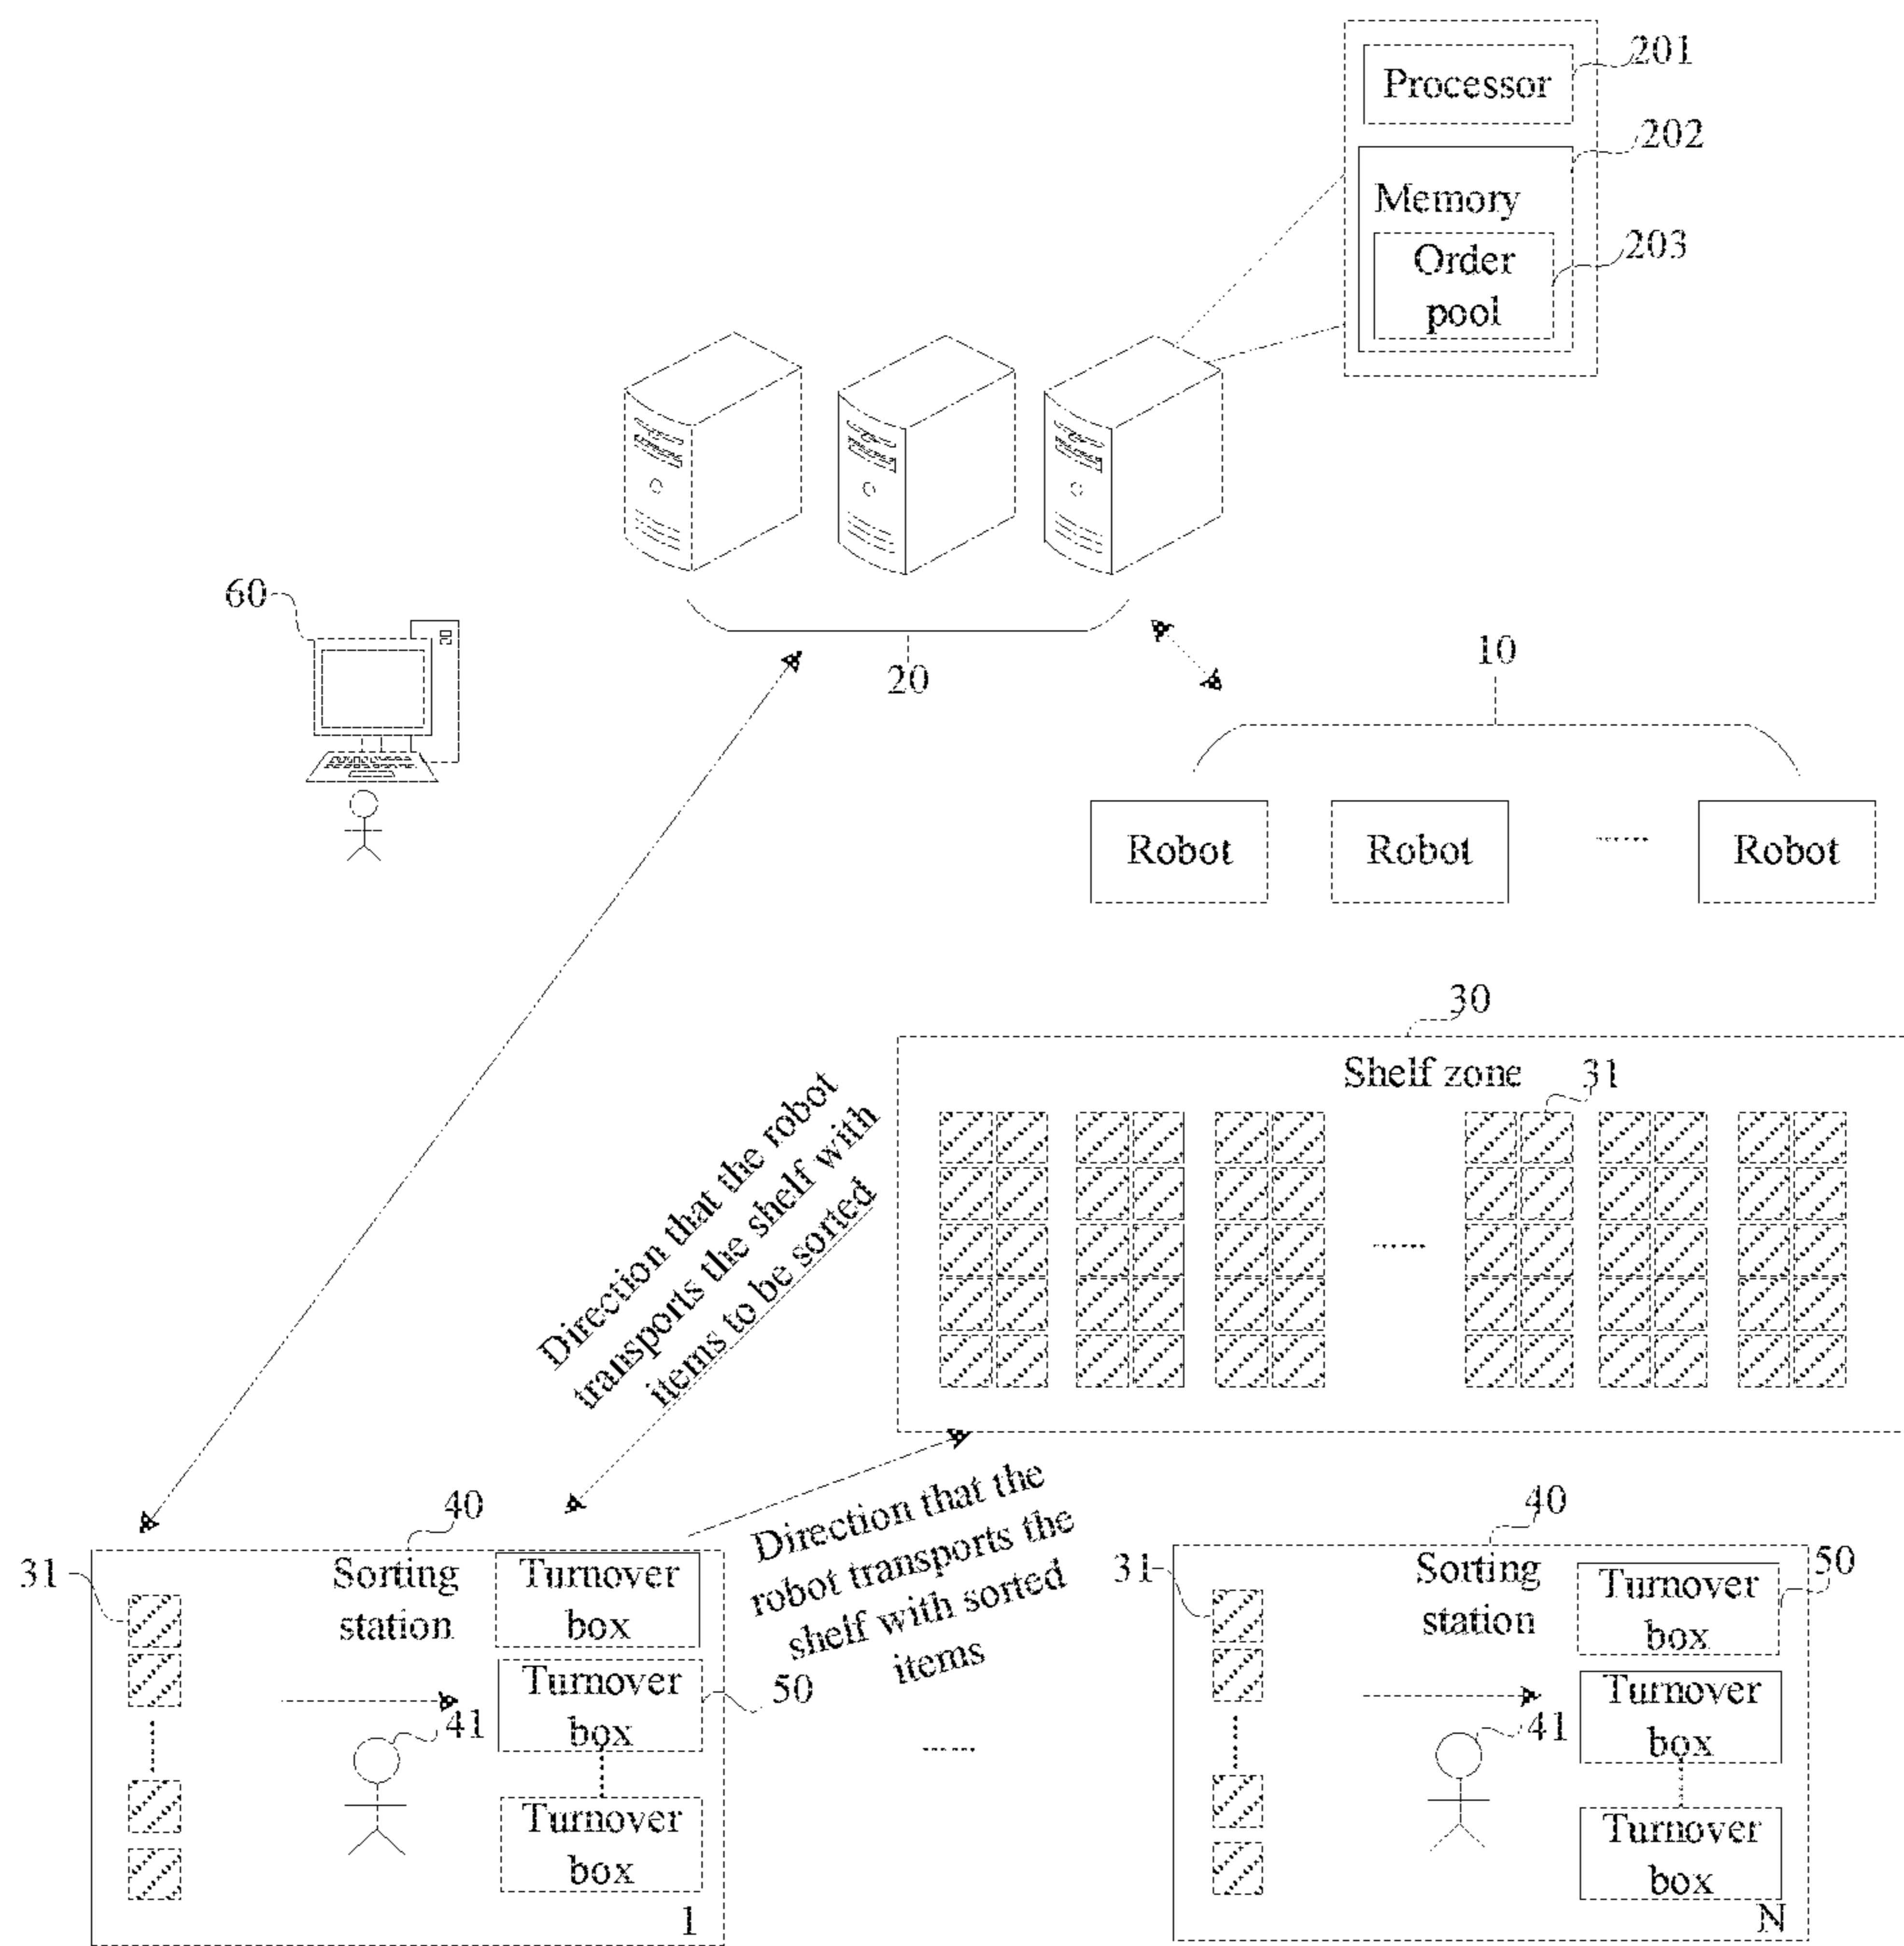 Processor
201
202
Memory
203
Order
pool
60
20
10
Robot
Robot
......
Robot
30
Shelf zone
31
......
Direction that the robot
transports the shelf with
items to be sorted
Direction that the
robot transports the
shelf with sorted
items
40
31
Sorting
station
Turnover
box
Turnover
box
50
41
Turnover
box
1
......
40
31
Sorting
station
Turnover
box
50
Turnover
box
41
Turnover
box
N